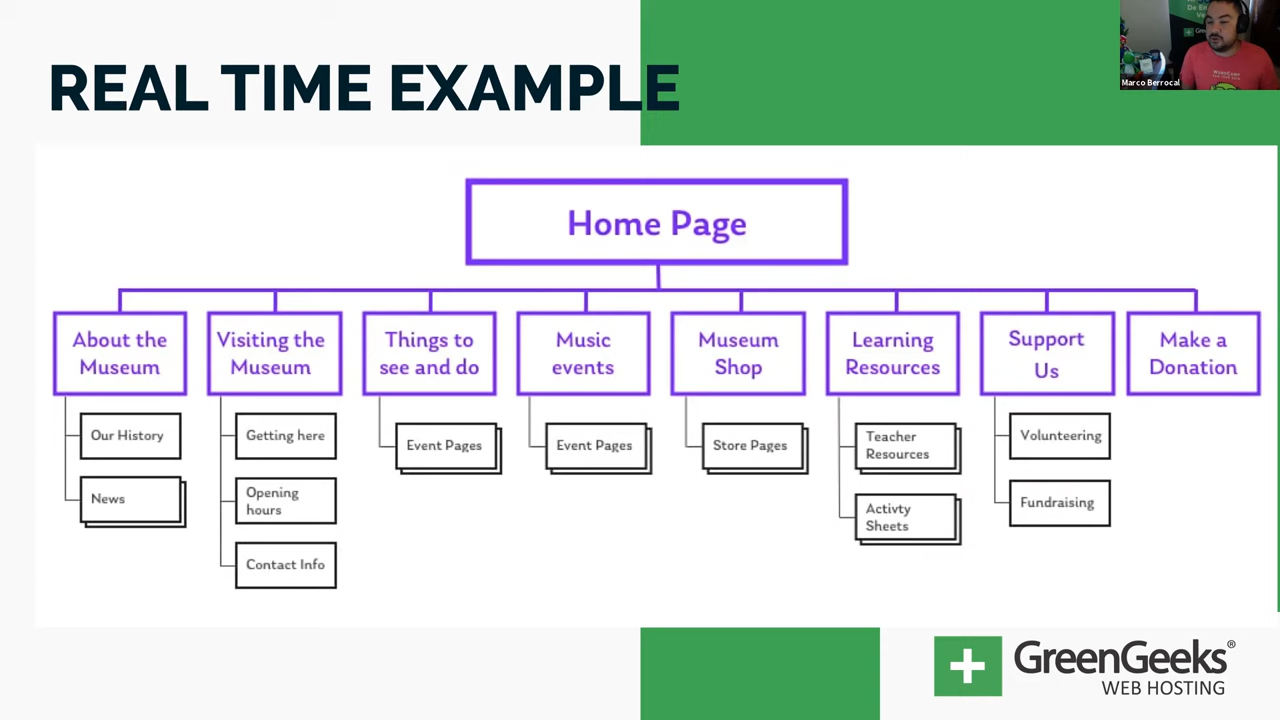 REAL TIME EXAMPLE
Marco Berrocal
Home Page
About the
Museum
Visiting the
Museum
Things to
see and do
Music
events
Museum
Shop
Learning
Resources
Support
Us
Make a
Donation
Our History
News
Getting here
Opening
hours
Contact Info
Event Pages
Event Pages
Store Pages
Teacher
Resources
Activty
Sheets
Volunteering
Fundraising
GreenGeeks®
WEB HOSTING